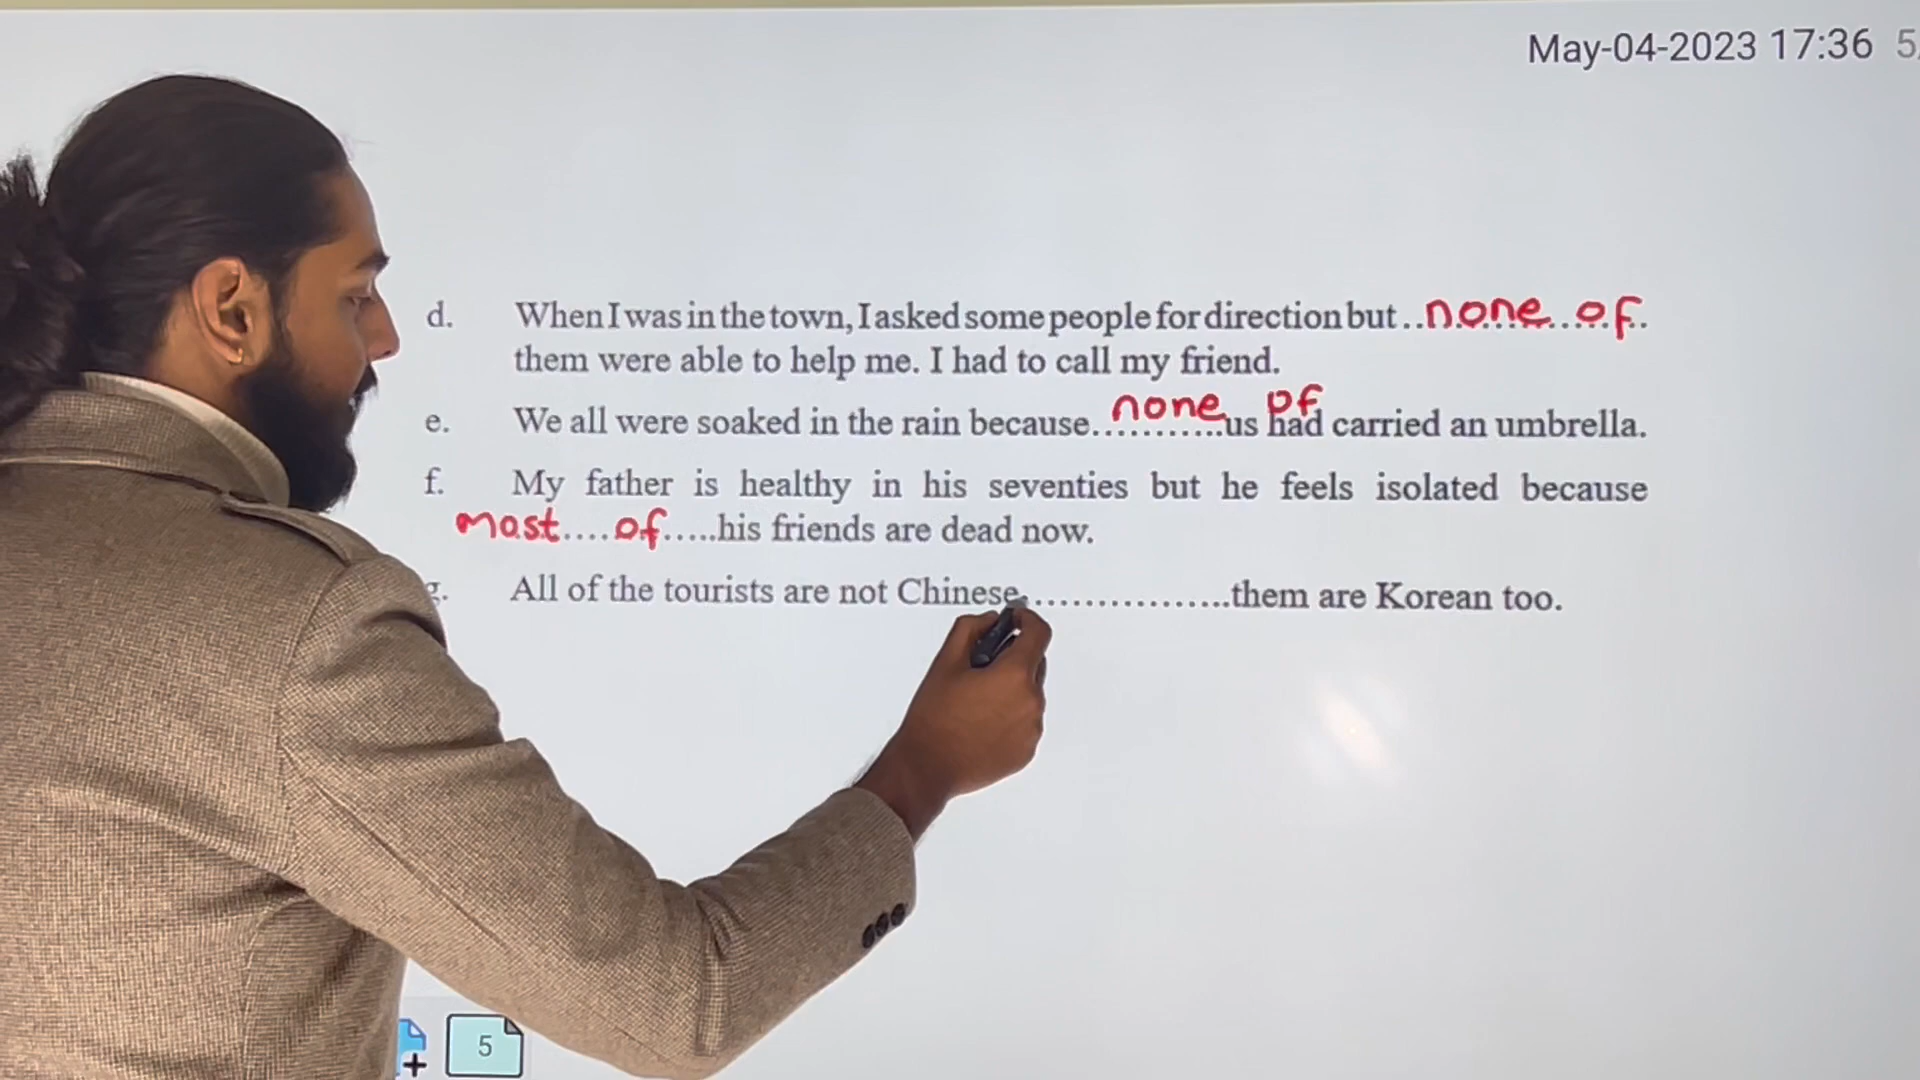 May-04-2023 17:36 5
d. When I was in the town, I asked some people for direction but ..none of.
them were able to help me. I had to call my friend.
e. We all were soaked in the rain because...none of...us had carried an umbrella.
f. My father is healthy in his seventies but he feels isolated because
most....of.....his friends are dead now.
g. All of the tourists are not Chinese. ................them are Korean too.
5